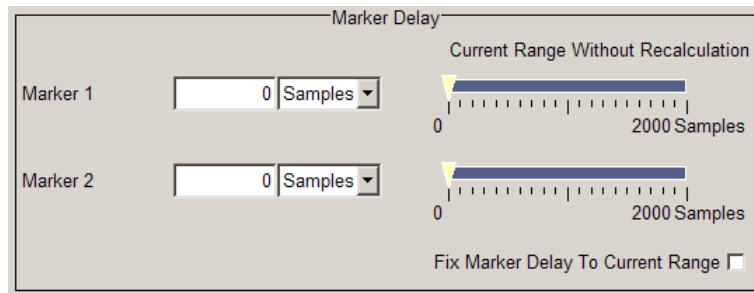 Marker Delay
Current Range Without Recalculation
Marker 1 0 Samples
0 2000 Samples
Marker 2 0 Samples
0 2000 Samples
Fix Marker Delay To Current Range